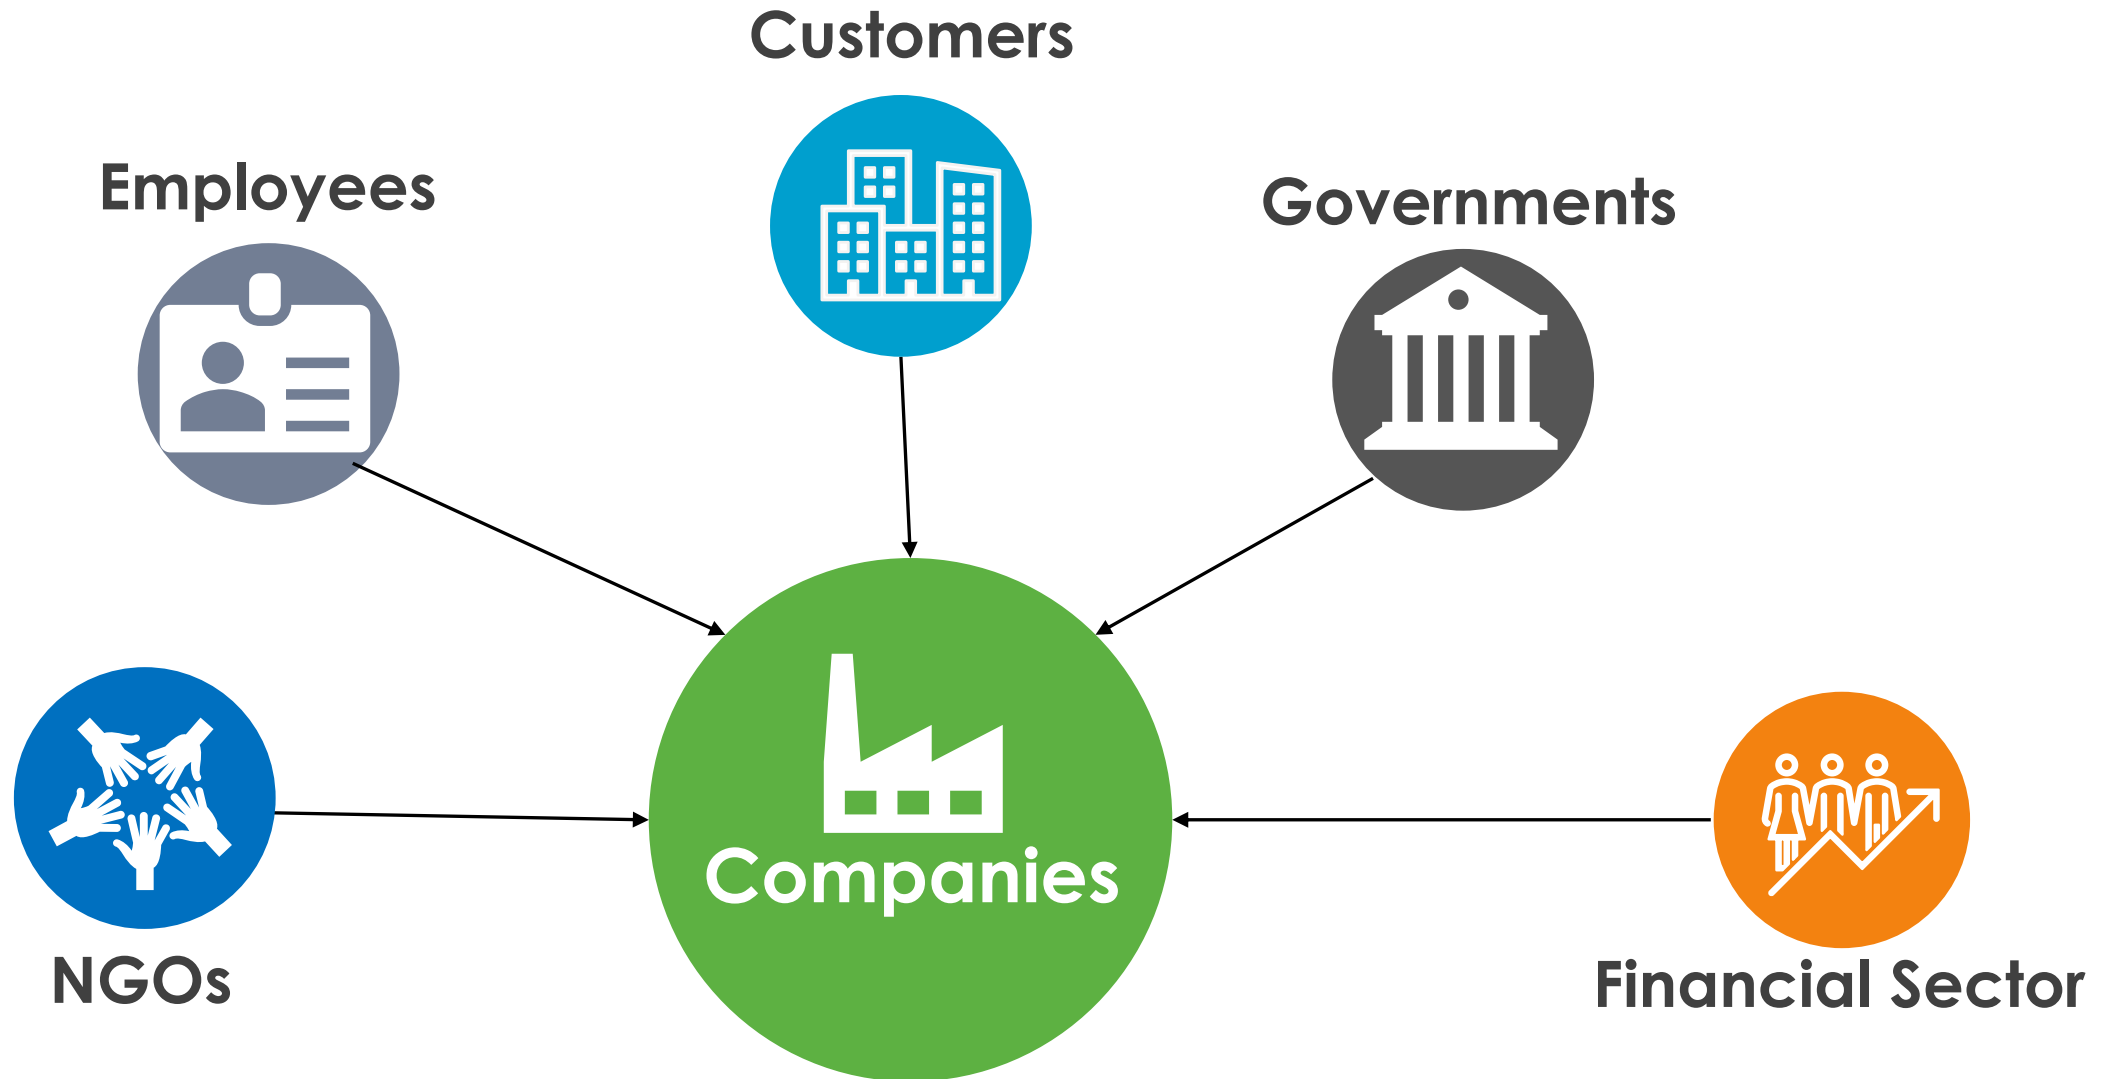 Customers
Employees
Governments
Companies
NGOs
Financial Sector